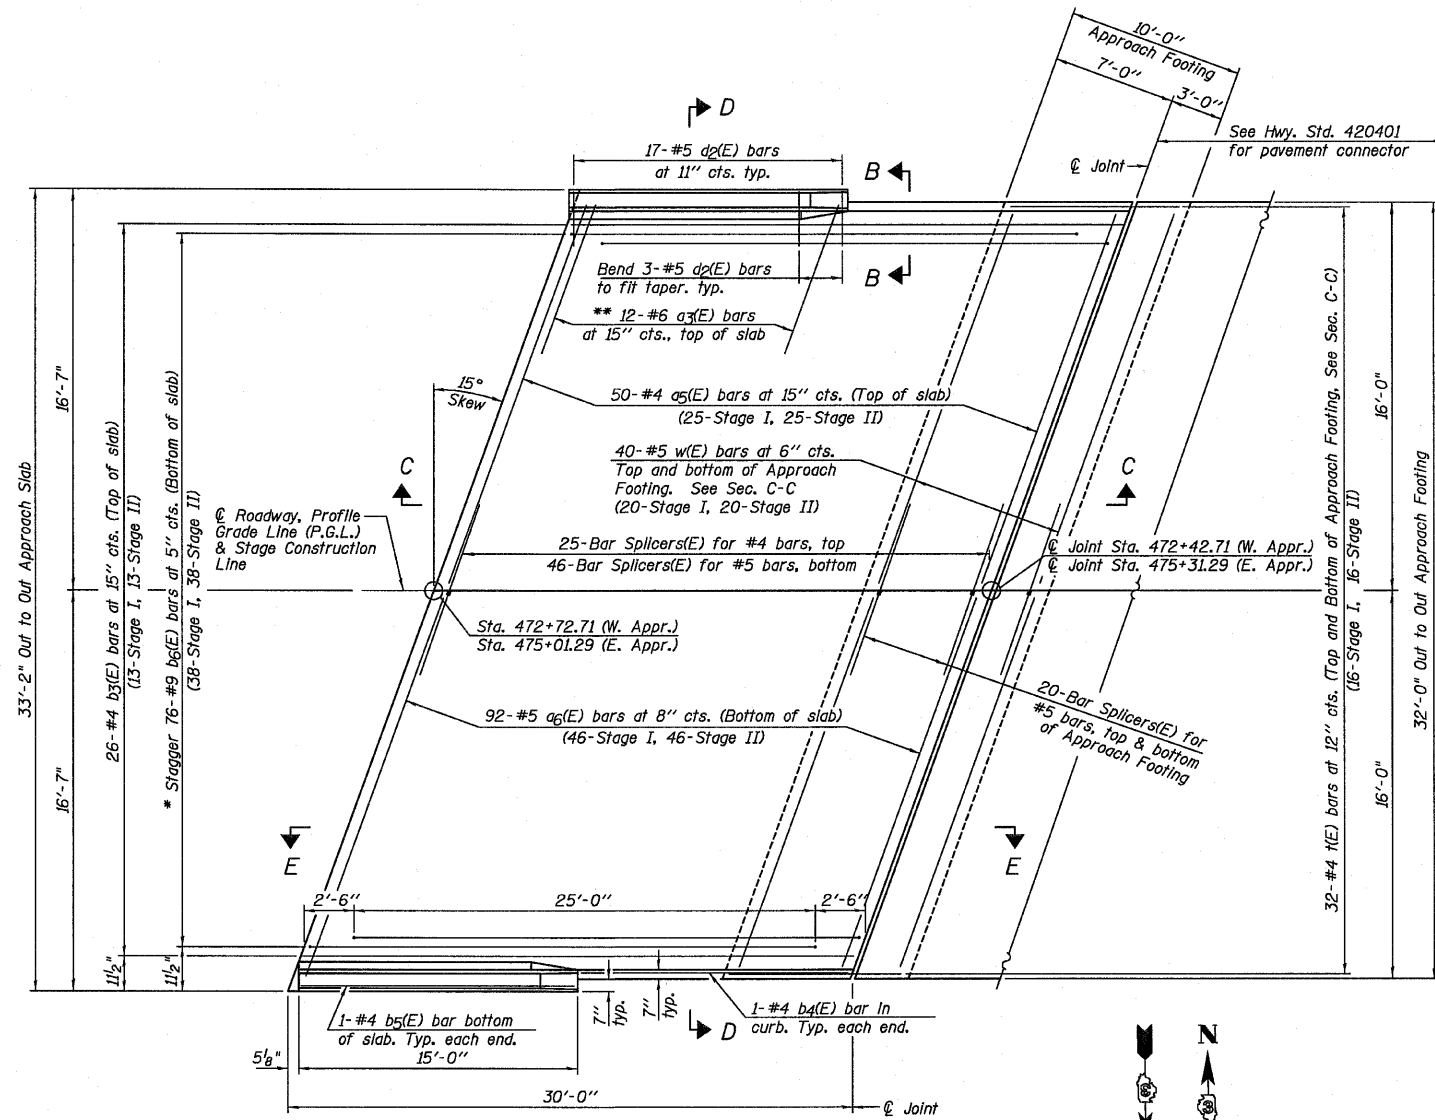 10'-0"
Approach Footing
7'-0"
3'-0"
See Hwy. Std. 420401
for pavement connector
℄ Joint
D
17-#5 d2(E) bars
at 11" cts. typ.
B
Bend 3-#5 d2(E) bars
to fit taper. typ.
B
** 12-#6 a3(E) bars
at 15" cts., top of slab
15°
Skew
50-#4 a5(E) bars at 15" cts. (Top of slab)
(25-Stage I, 25-Stage II)
40-#5 w(E) bars at 6" cts.
Top and bottom of Approach
Footing. See Sec. C-C
(20-Stage I, 20-Stage II)
C
C
℄ Roadway, Profile
Grade Line (P.G.L.)
& Stage Construction
Line
25-Bar Splicers(E) for #4 bars, top
46-Bar Splicers(E) for #5 bars, bottom
℄ Joint Sta. 472+42.71 (W. Appr.)
℄ Joint Sta. 475+31.29 (E. Appr.)
Sta. 472+72.71 (W. Appr.)
Sta. 475+01.29 (E. Appr.)
92-#5 a6(E) bars at 8" cts. (Bottom of slab)
(46-Stage I, 46-Stage II)
20-Bar Splicers(E) for
#5 bars, top & bottom
of Approach Footing
33'-2" Out to Out Approach Slab
16'-7"
16'-7"
26-#4 b3(E) bars at 15" cts. (Top of slab)
(13-Stage I, 13-Stage II)
* Stagger 76-#9 b6(E) bars at 5" cts. (Bottom of slab)
(38-Stage I, 38-Stage II)
32-#4 t(E) bars at 12" cts. (Top and Bottom of Approach Footing, See Sec. C-C)
(16-Stage I, 16-Stage II)
16'-0"
16'-0"
32'-0" Out to Out Approach Footing
E
E
2'-6"
25'-0"
2'-6"
11½"
11½"
1-#4 b5(E) bar bottom
of slab. Typ. each end.
7"
typ.
7"
typ.
1-#4 b4(E) bar in
curb. Typ. each end.
D
5⅛"
15'-0"
30'-0"
℄ Joint
N